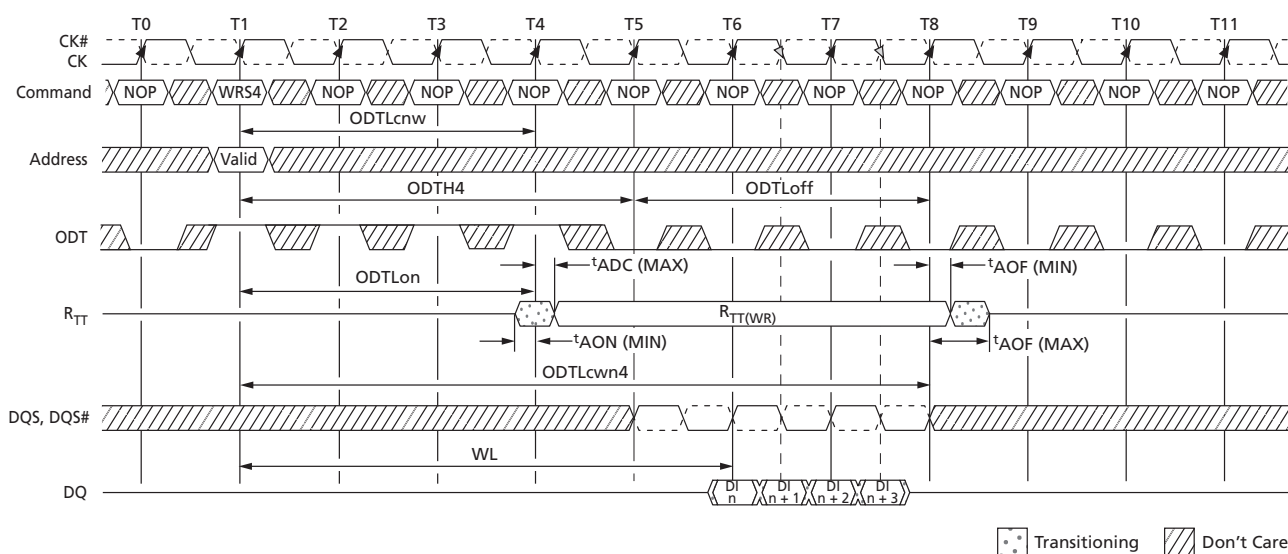 T0 T1 T2 T3 T4 T5 T6 T7 T8 T9 T10 T11
CK#
CK
Command NOP WRS4 NOP NOP NOP NOP NOP NOP NOP NOP NOP NOP
ODTLcnw
Address Valid
ODTH4 ODTLoff
ODT
tADC (MAX) tAOF (MIN)
ODTLon
RTT RTT(WR)
tAON (MIN) tAOF (MAX)
ODTLcwn4
DQS, DQS#
WL
DQ DI n DI n + 1 DI n + 2 DI n + 3
Transitioning Don't Care